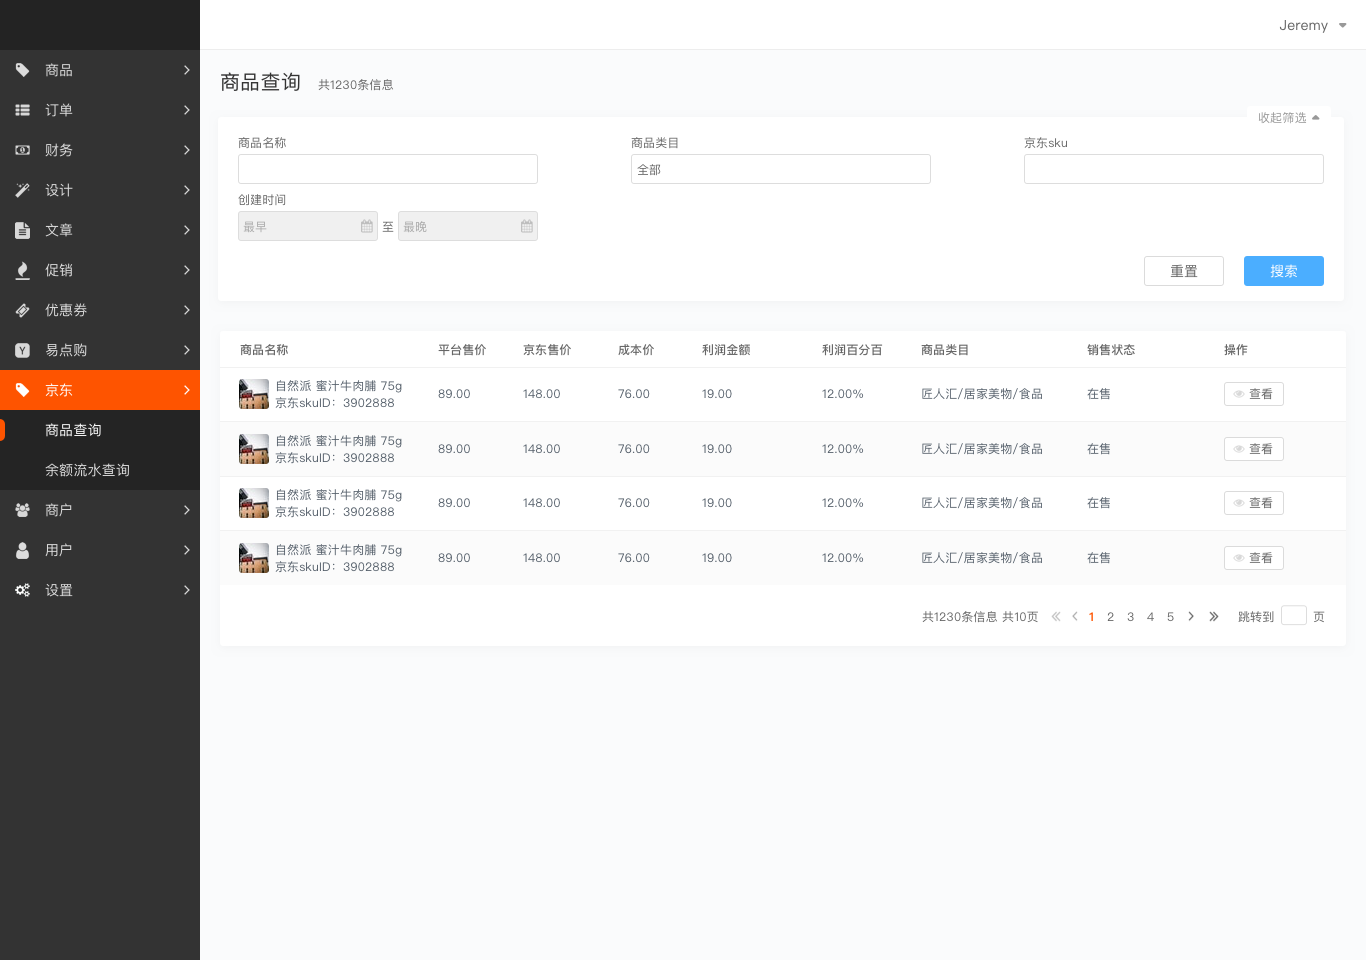 Jeremy
商品
订单
财务
设计
文章
促销
优惠券
易点购
京东
商品查询
余额流水查询
商户
用户
设置
商品查询 共1230条信息
收起筛选
商品名称 商品类目 京东sku
全部
创建时间
最早 至 最晚
重置 搜索
商品名称 平台售价 京东售价 成本价 利润金额 利润百分百 商品类目 销售状态 操作
自然派 蜜汁牛肉脯 75g
京东skuID：3902888
89.00 148.00 76.00 19.00 12.00% 匠人汇/居家美物/食品 在售 查看
自然派 蜜汁牛肉脯 75g
京东skuID：3902888
89.00 148.00 76.00 19.00 12.00% 匠人汇/居家美物/食品 在售 查看
自然派 蜜汁牛肉脯 75g
京东skuID：3902888
89.00 148.00 76.00 19.00 12.00% 匠人汇/居家美物/食品 在售 查看
自然派 蜜汁牛肉脯 75g
京东skuID：3902888
89.00 148.00 76.00 19.00 12.00% 匠人汇/居家美物/食品 在售 查看
共1230条信息 共10页 1 2 3 4 5 跳转到 页